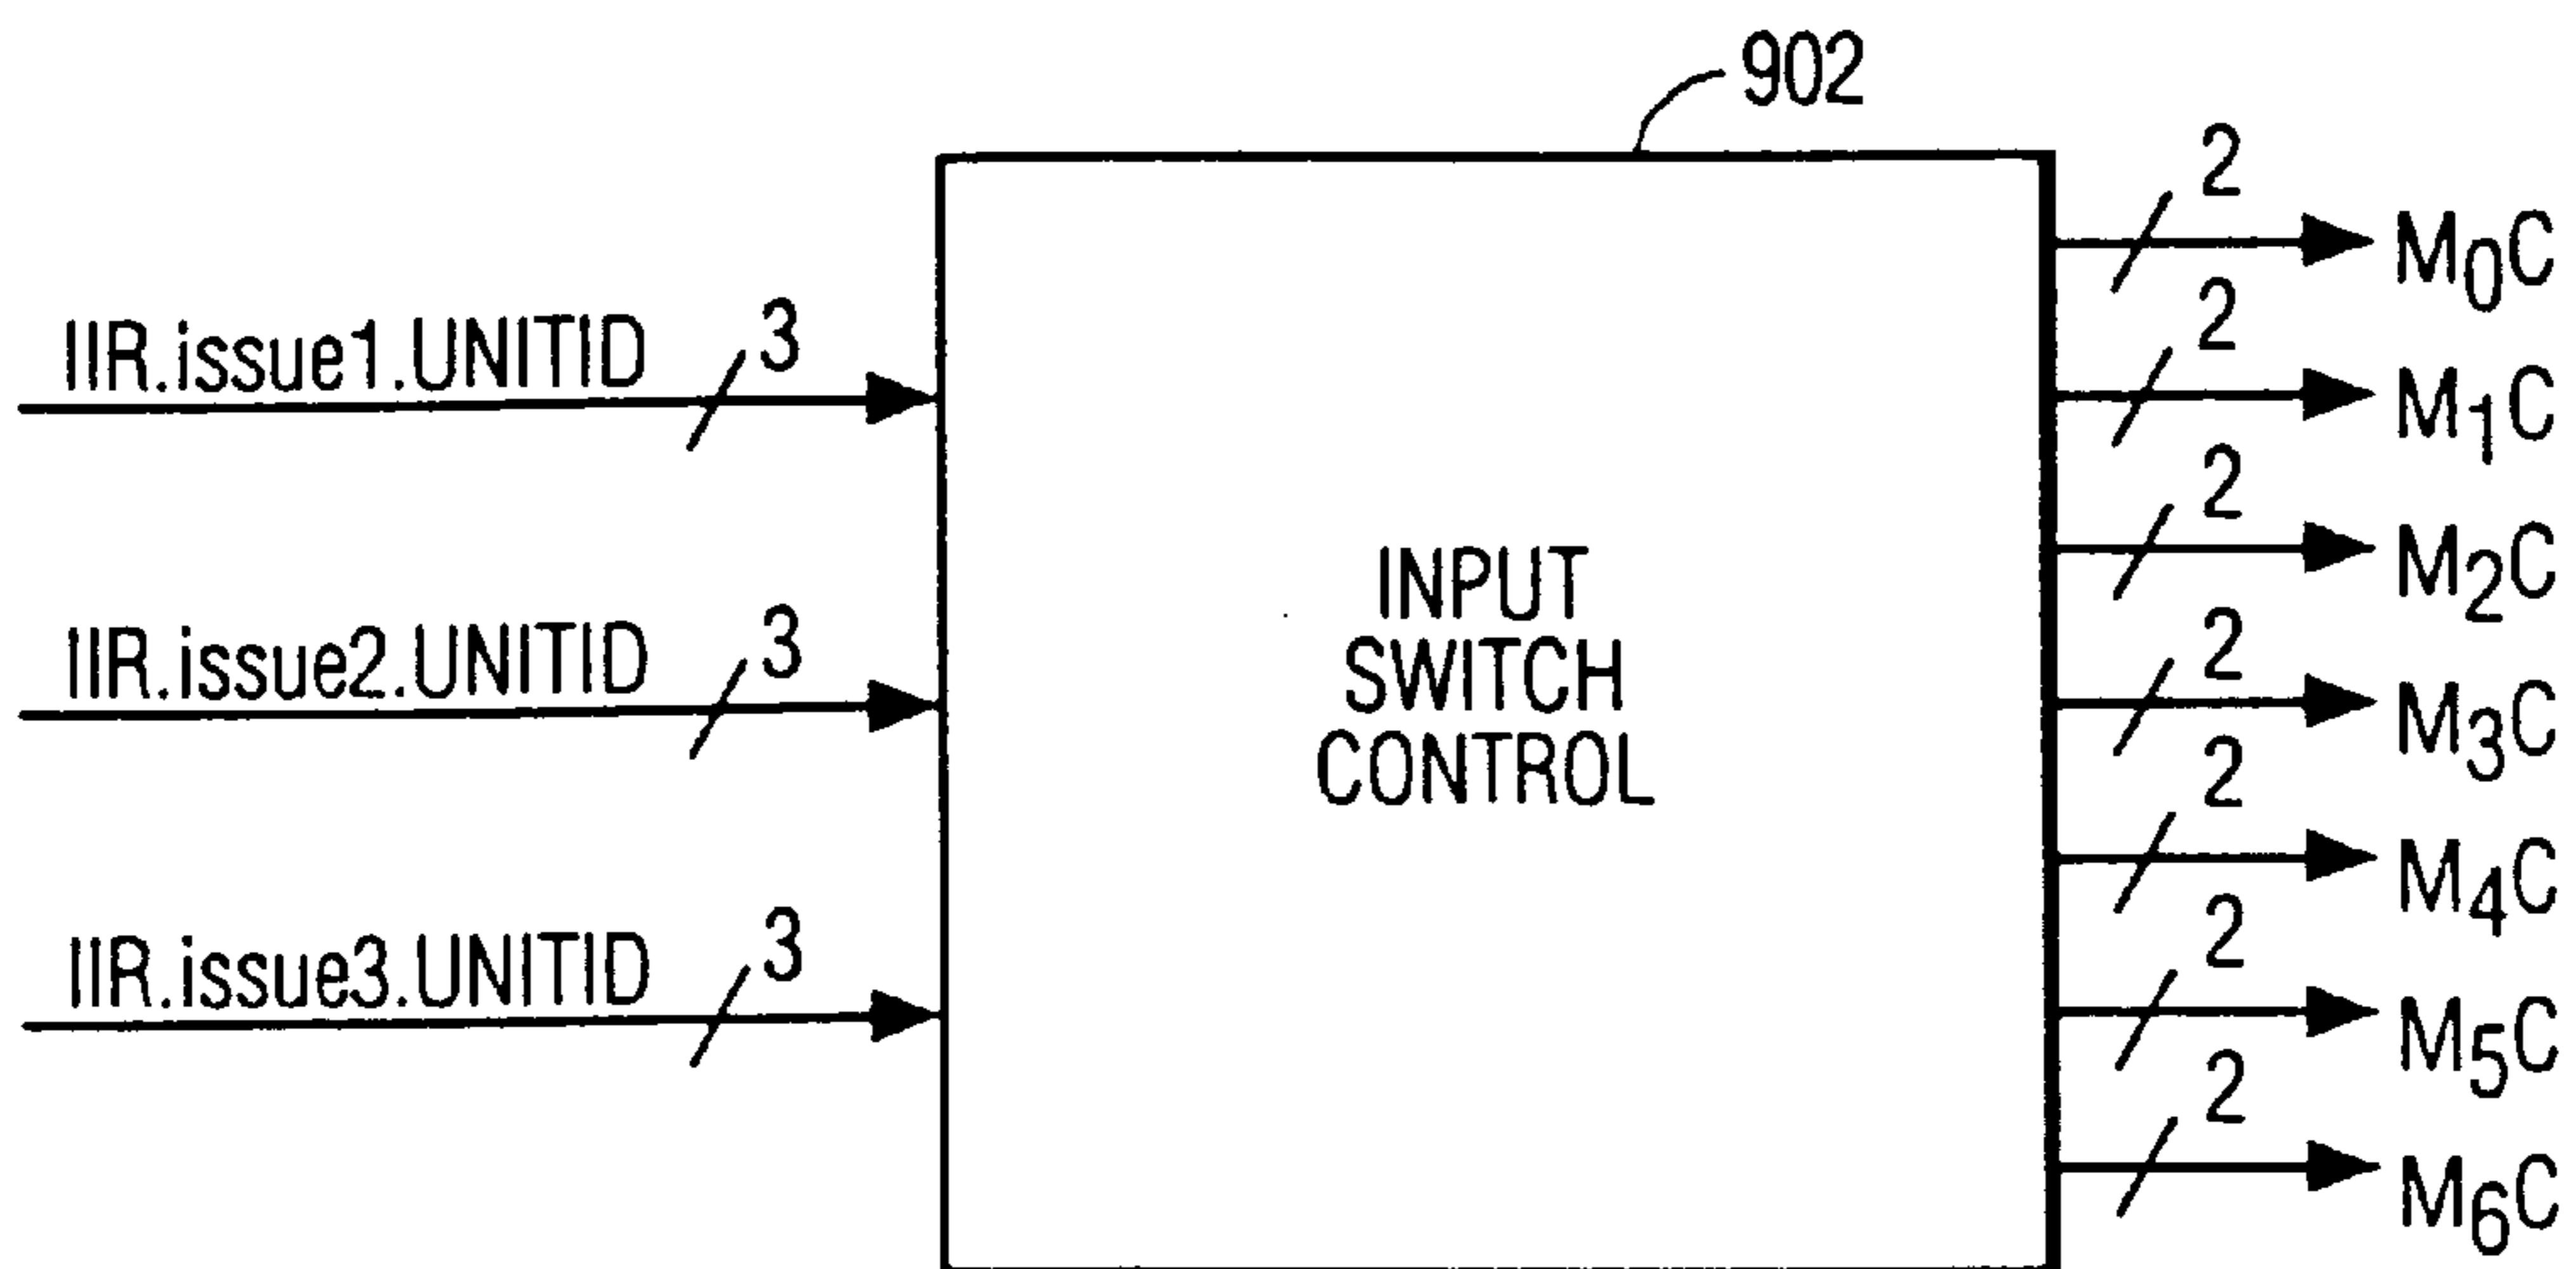 902
IIR.issue1.UNITID
3
IIR.issue2.UNITID
3
IIR.issue3.UNITID
3
INPUT
SWITCH
CONTROL
2
M0C
2
M1C
2
M2C
2
M3C
2
M4C
2
M5C
2
M6C